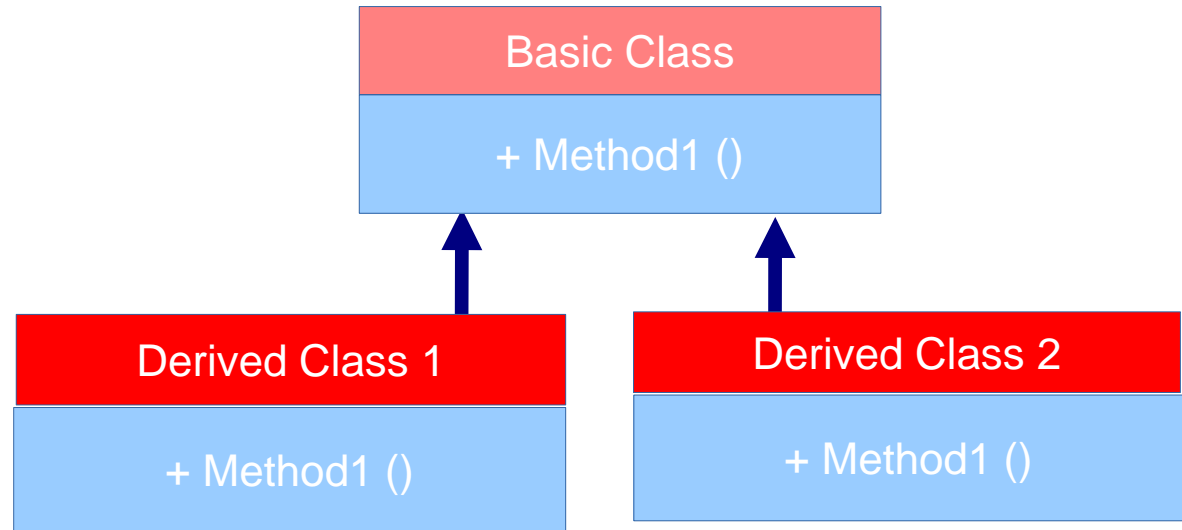 Basic Class
+ Method1 ()
Derived Class 1
+ Method1 ()
Derived Class 2
+ Method1 ()